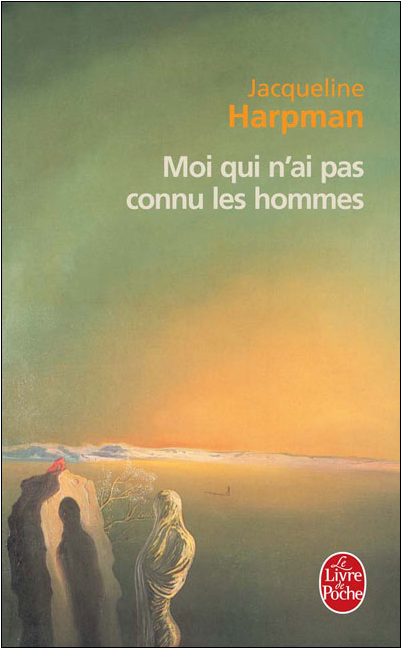 Jacqueline
Harpman
Moi qui n'ai pas
connu les hommes
Le
Livre
de
Poche